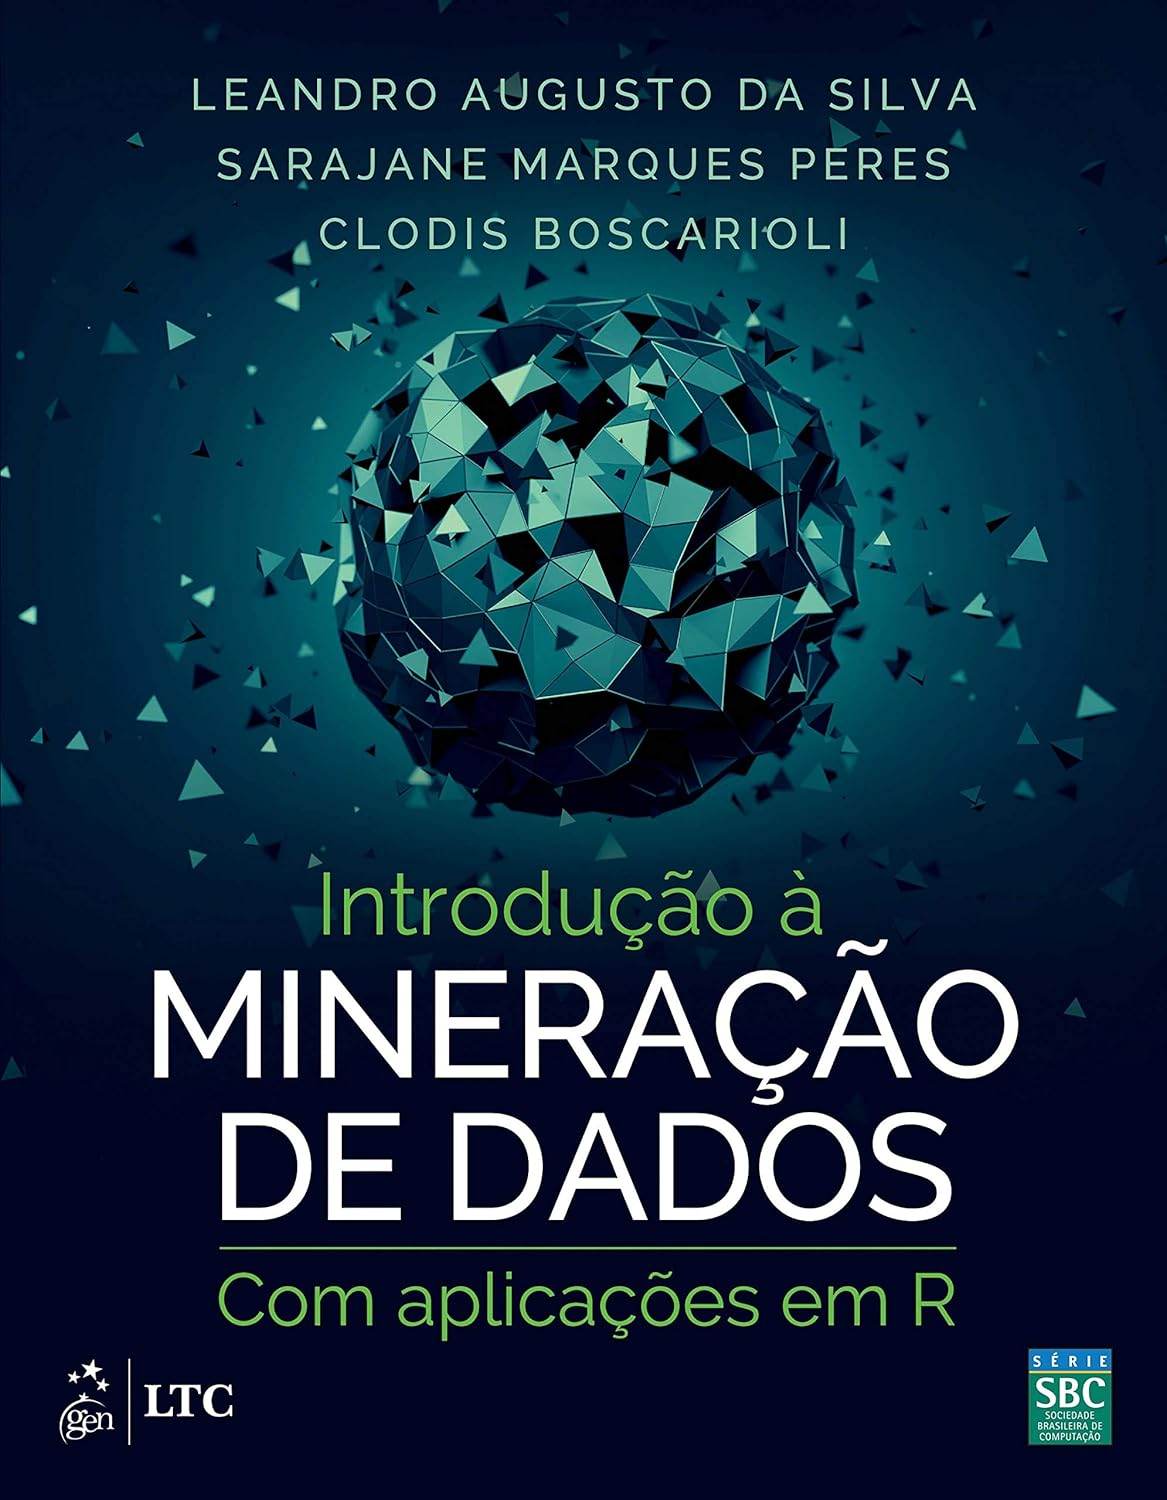 LEANDRO AUGUSTO DA SILVA
SARAJANE MARQUES PERES
CLODIS BOSCARIOLI
Introdução à
MINERAÇÃO
DE DADOS
Com aplicações em R
gen
LTC
SÉRIE
SBC
SOCIEDADE
BRASILEIRA DE
COMPUTAÇÃO